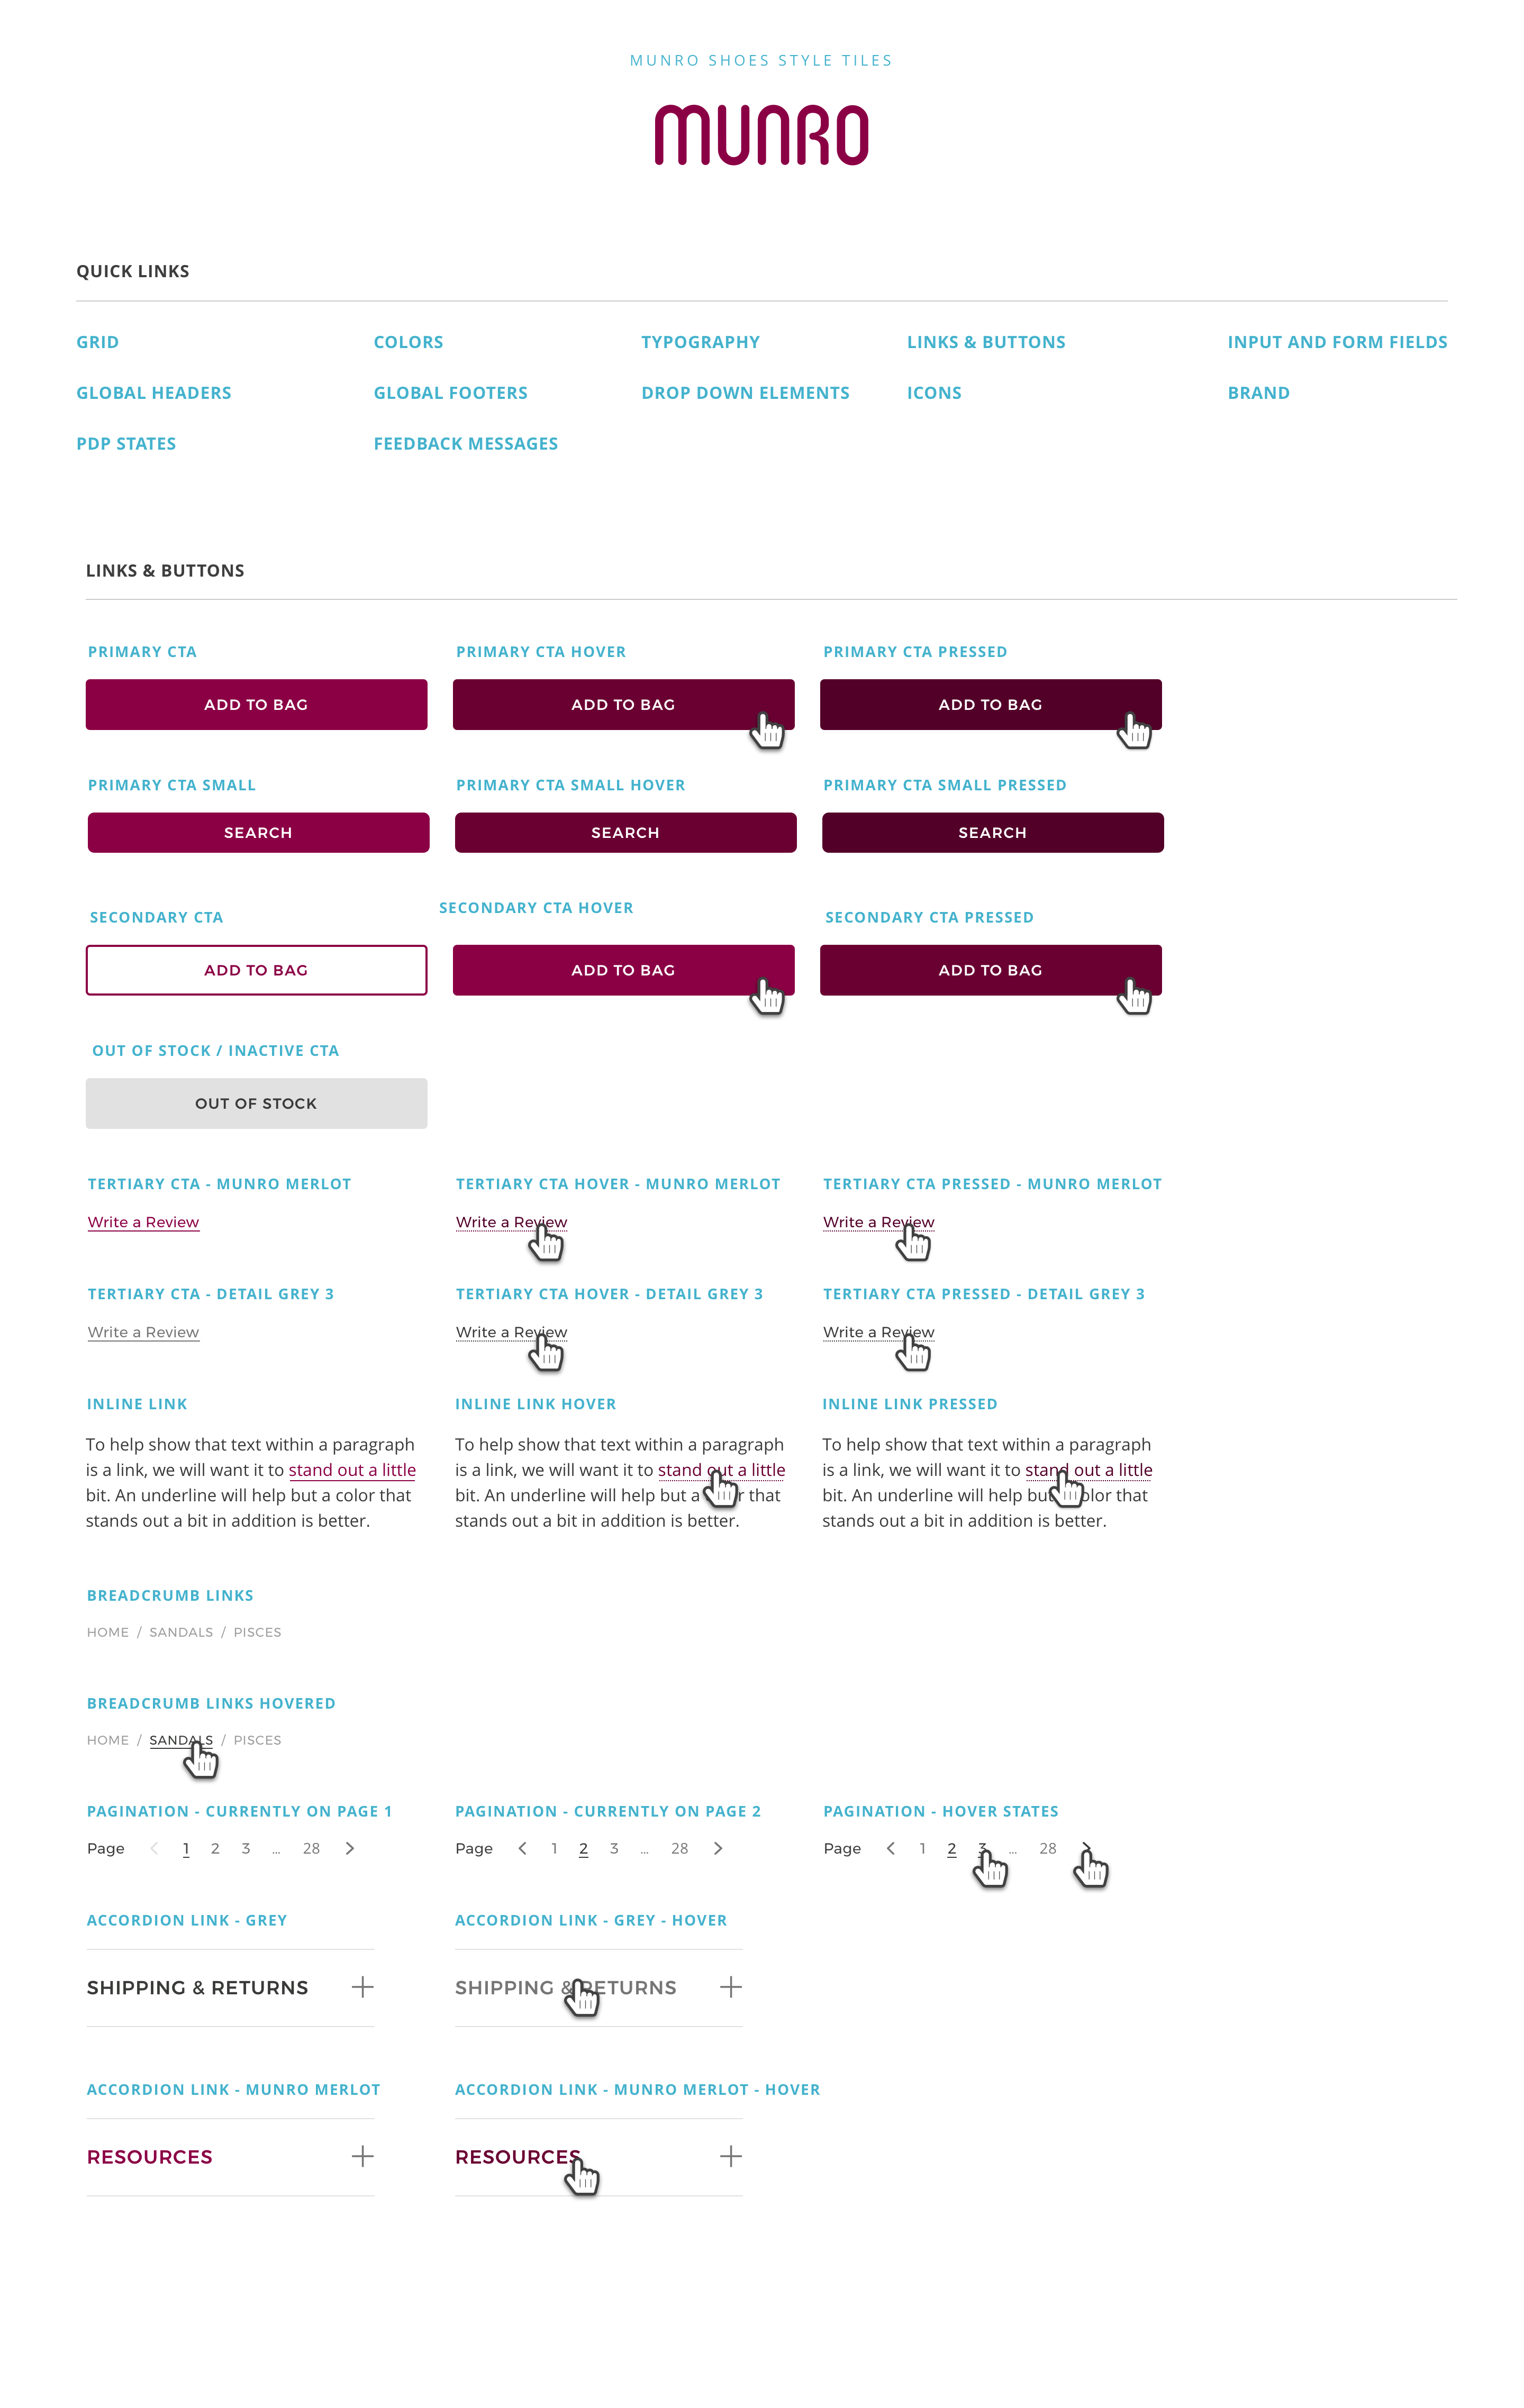 MUNRO SHOES STYLE TILES
MUNRO
QUICK LINKS
GRID COLORS TYPOGRAPHY LINKS & BUTTONS INPUT AND FORM FIELDS
GLOBAL HEADERS GLOBAL FOOTERS DROP DOWN ELEMENTS ICONS BRAND
PDP STATES FEEDBACK MESSAGES
LINKS & BUTTONS
PRIMARY CTA PRIMARY CTA HOVER PRIMARY CTA PRESSED
ADD TO BAG ADD TO BAG ADD TO BAG
PRIMARY CTA SMALL PRIMARY CTA SMALL HOVER PRIMARY CTA SMALL PRESSED
SEARCH SEARCH SEARCH
SECONDARY CTA SECONDARY CTA HOVER SECONDARY CTA PRESSED
ADD TO BAG ADD TO BAG ADD TO BAG
OUT OF STOCK / INACTIVE CTA
OUT OF STOCK
TERTIARY CTA - MUNRO MERLOT TERTIARY CTA HOVER - MUNRO MERLOT TERTIARY CTA PRESSED - MUNRO MERLOT
Write a Review Write a Review Write a Review
TERTIARY CTA - DETAIL GREY 3 TERTIARY CTA HOVER - DETAIL GREY 3 TERTIARY CTA PRESSED - DETAIL GREY 3
Write a Review Write a Review Write a Review
INLINE LINK
To help show that text within a paragraph
is a link, we will want it to stand out a little
bit. An underline will help but a color that
stands out a bit in addition is better.
INLINE LINK HOVER
To help show that text within a paragraph
is a link, we will want it to stand out a little
bit. An underline will help but a color that
stands out a bit in addition is better.
INLINE LINK PRESSED
To help show that text within a paragraph
is a link, we will want it to stand out a little
bit. An underline will help but a color that
stands out a bit in addition is better.
BREADCRUMB LINKS
HOME / SANDALS / PISCES
BREADCRUMB LINKS HOVERED
HOME / SANDALS / PISCES
PAGINATION - CURRENTLY ON PAGE 1 PAGINATION - CURRENTLY ON PAGE 2 PAGINATION - HOVER STATES
Page < 1 2 3 ... 28 > Page < 1 2 3 ... 28 > Page < 1 2 3 ... 28 >
ACCORDION LINK - GREY ACCORDION LINK - GREY - HOVER
SHIPPING & RETURNS + SHIPPING & RETURNS +
ACCORDION LINK - MUNRO MERLOT ACCORDION LINK - MUNRO MERLOT - HOVER
RESOURCES + RESOURCES +